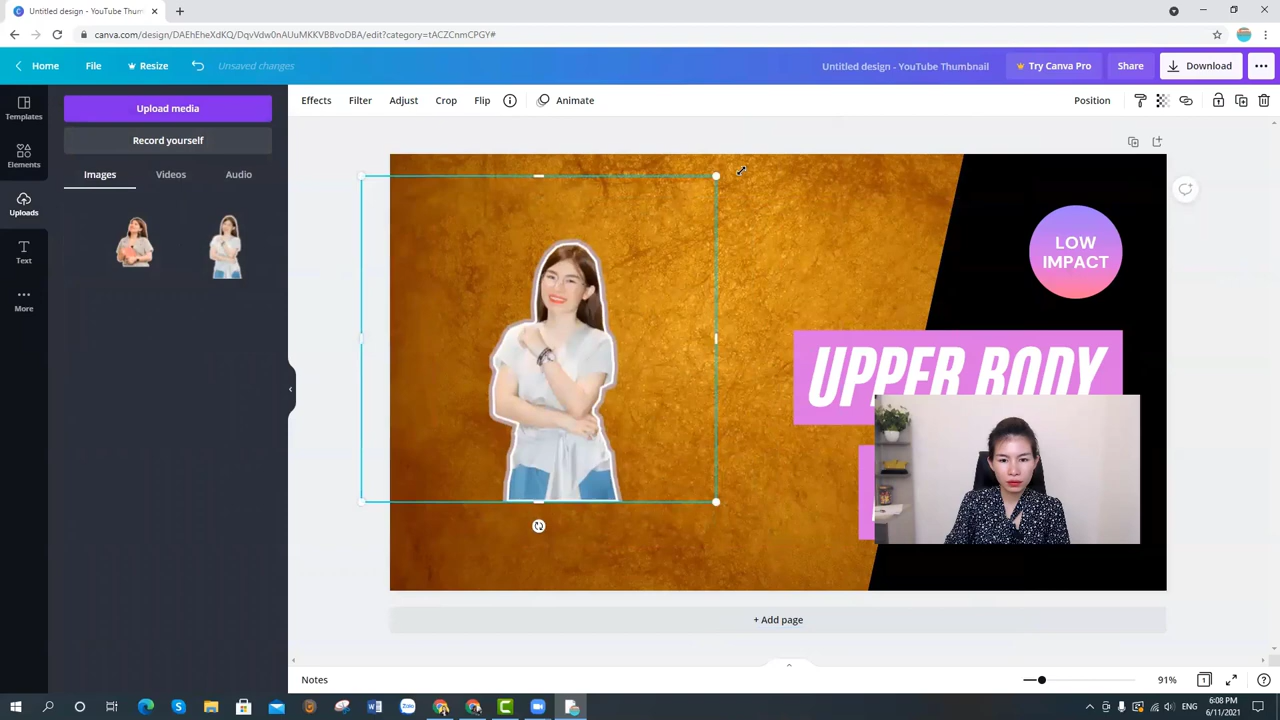 Untitled design - YouTube Thum
canva.com/design/DAEhEheXdKQ/DqvVdw0nAUuMKKVBBvoDBA/edit?category=tACZCnmCPGY#
Home
File
Resize
Unsaved changes
Untitled design - YouTube Thumbnail
Try Canva Pro
Share
Download
Templates
Elements
Uploads
Text
More
Upload media
Record yourself
Images
Videos
Audio
Effects
Filter
Adjust
Crop
Flip
Animate
Position
LOW
IMPACT
UPPER BODY
+ Add page
Notes
91%
1
ENG
6:08 PM
6/11/2021